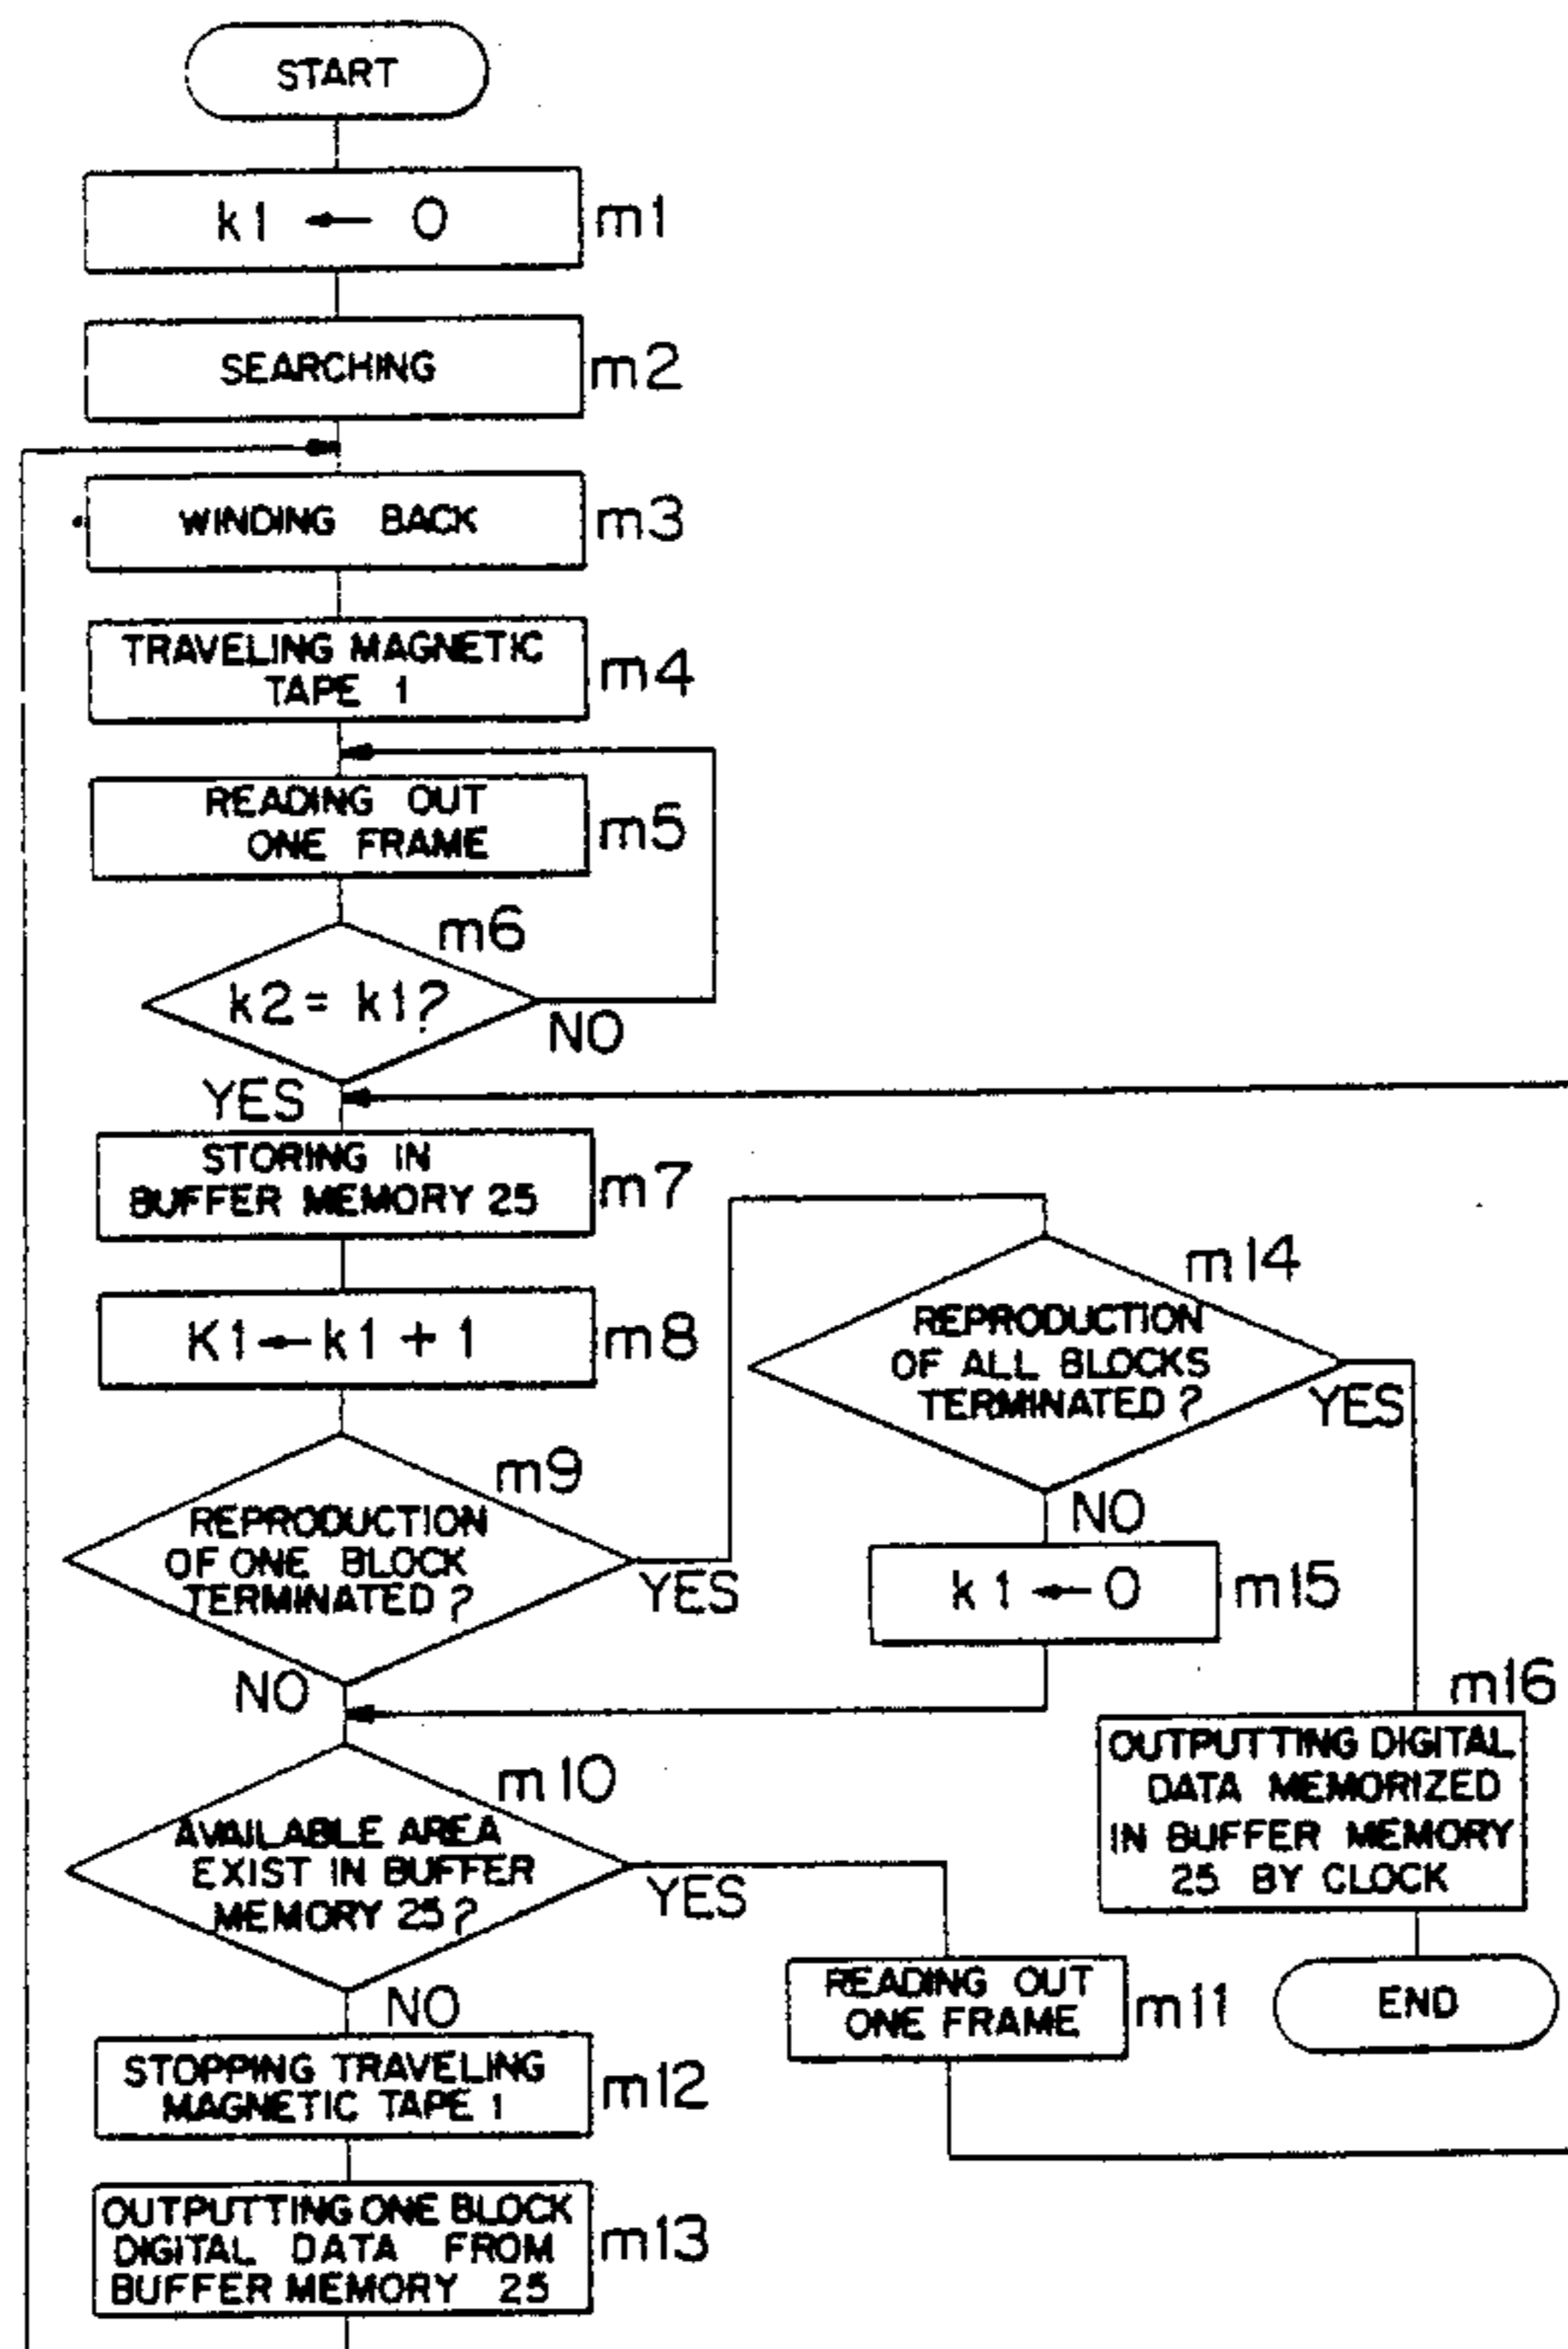 START
k1 ← 0
m1
SEARCHING
m2
WINDING BACK
m3
TRAVELING MAGNETIC
TAPE 1
m4
READING OUT
ONE FRAME
m5
m6
k2 = k1?
NO
YES
STORING IN
BUFFER MEMORY 25
m7
K1 ← k1 + 1
m8
m9
REPRODUCTION
OF ONE BLOCK
TERMINATED ?
YES
NO
m14
REPRODUCTION
OF ALL BLOCKS
TERMINATED ?
YES
NO
k1 ← 0
m15
m16
OUTPUTTING DIGITAL
DATA MEMORIZED
IN BUFFER MEMORY
25 BY CLOCK
END
m10
AVAILABLE AREA
EXIST IN BUFFER
MEMORY 25 ?
YES
NO
READING OUT
ONE FRAME
m11
STOPPING TRAVELING
MAGNETIC TAPE 1
m12
OUTPUTTING ONE BLOCK
DIGITAL DATA FROM
BUFFER MEMORY 25
m13